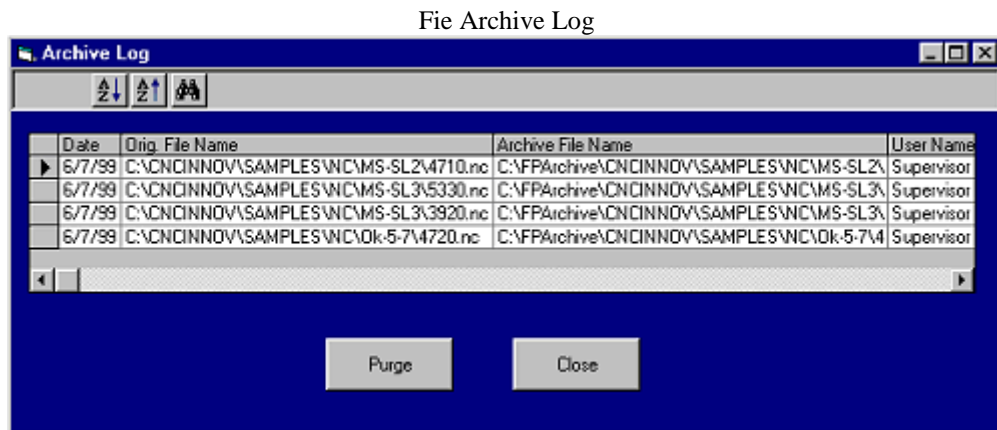 Fie Archive Log
Archive Log
Date Orig. File Name Archive File Name User Name
6/7/99 C:\CNCINNOV\SAMPLES\NC\MS-SL2\4710.nc C:\FPArchive\CNCINNOV\SAMPLES\NC\MS-SL2\ Supervisor
6/7/99 C:\CNCINNOV\SAMPLES\NC\MS-SL3\5330.nc C:\FPArchive\CNCINNOV\SAMPLES\NC\MS-SL3\ Supervisor
6/7/99 C:\CNCINNOV\SAMPLES\NC\MS-SL3\3920.nc C:\FPArchive\CNCINNOV\SAMPLES\NC\MS-SL3\ Supervisor
6/7/99 C:\CNCINNOV\SAMPLES\NC\Ok-5-7\4720.nc C:\FPArchive\CNCINNOV\SAMPLES\NC\Ok-5-7\4 Supervisor
Purge Close